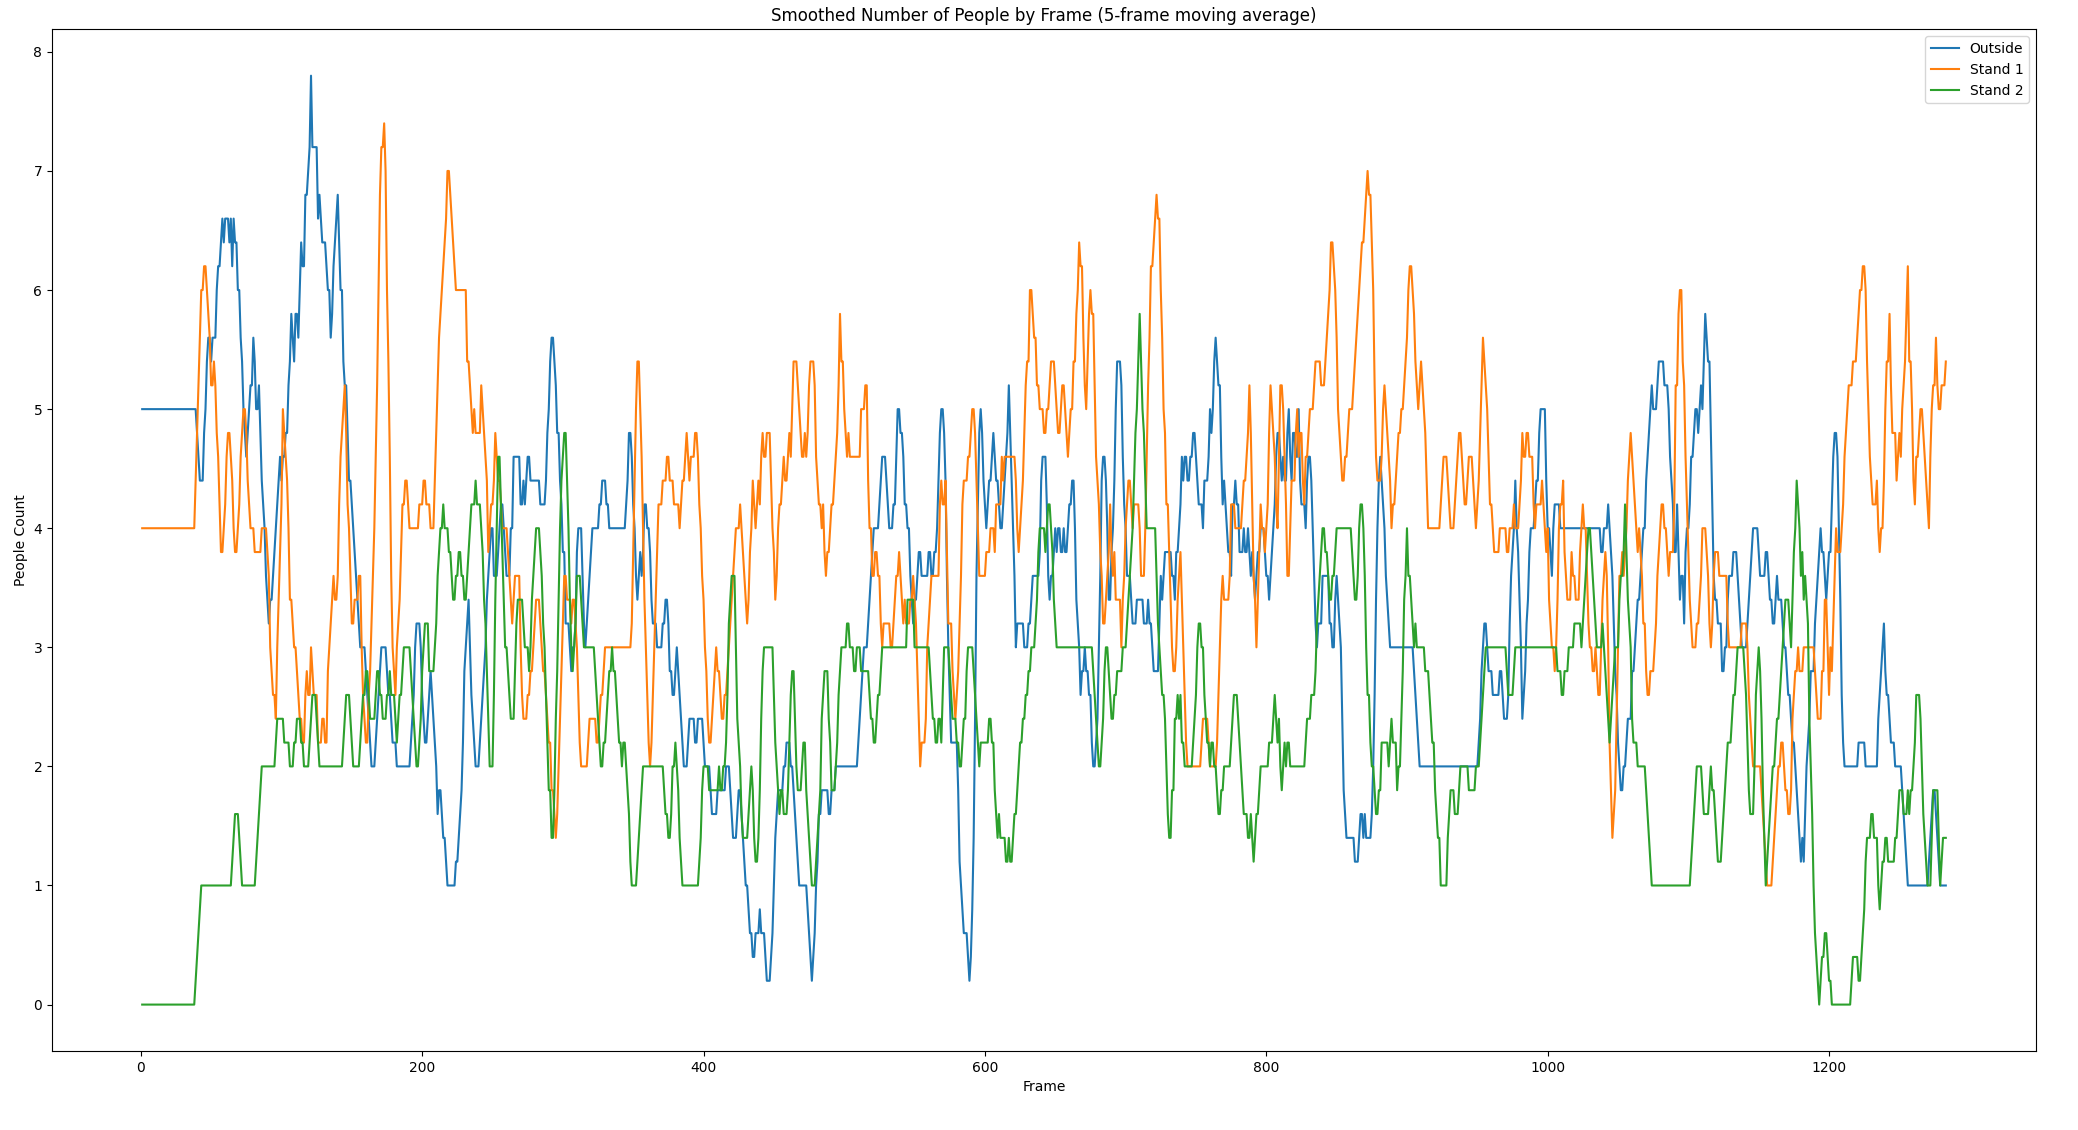 Smoothed Number of People by Frame (5-frame moving average)
Outside
Stand 1
Stand 2
People Count
8
7
6
5
4
3
2
1
0
0 200 400 600 800 1000 1200
Frame